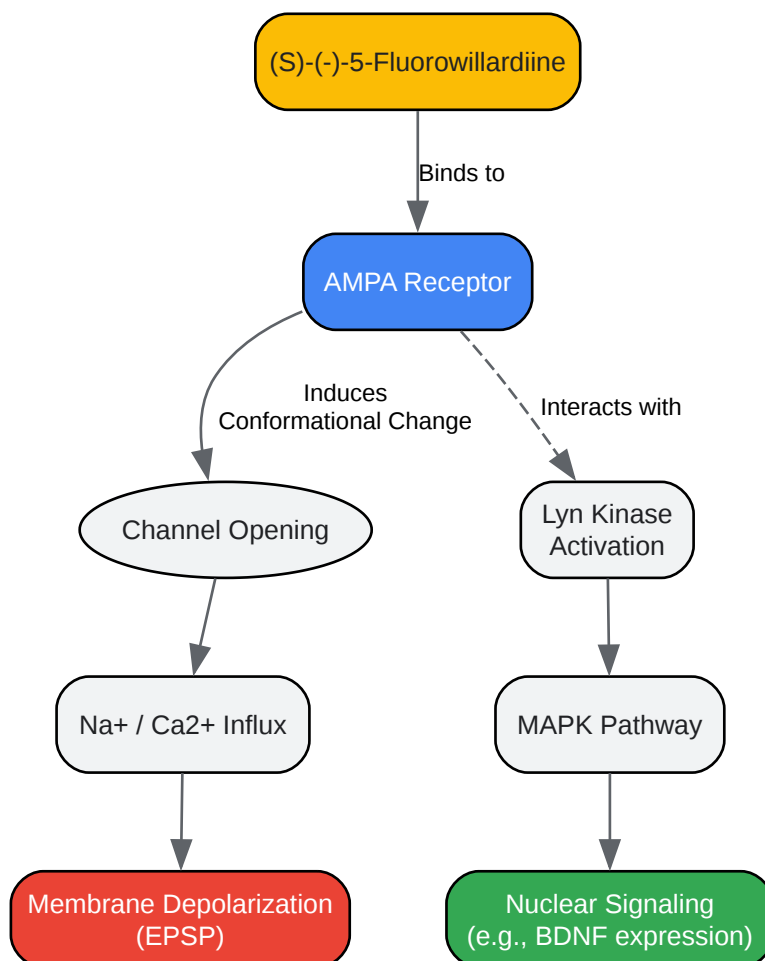 (S)-(-)-5-Fluorowillardiine
Binds to
AMPA Receptor
Induces
Conformational Change
Interacts with
Channel Opening
Lyn Kinase
Activation
Na+ / Ca2+ Influx
MAPK Pathway
Membrane Depolarization
(EPSP)
Nuclear Signaling
(e.g., BDNF expression)